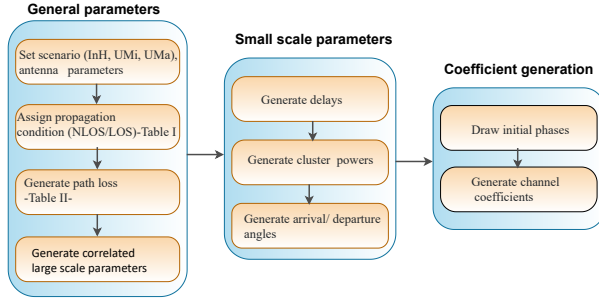 General parameters
Set scenario (InH, UMi, UMa),
antenna parameters
Assign propagation
condition (NLOS/LOS)-Table I
Generate path loss
-Table II-
Generate correlated
large scale parameters
Small scale parameters
Generate delays
Generate cluster powers
Generate arrival/ departure
angles
Coefficient generation
Draw initial phases
Generate channel
coefficients